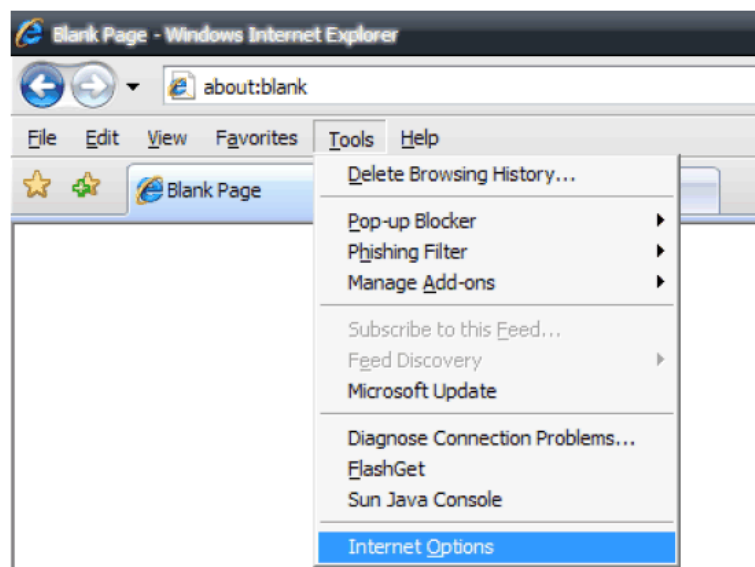 Blank Page - Windows Internet Explorer
about:blank
File Edit View Favorites Tools Help
Blank Page
Delete Browsing History...
Pop-up Blocker
Phishing Filter
Manage Add-ons
Subscribe to this Feed...
Feed Discovery
Microsoft Update
Diagnose Connection Problems...
FlashGet
Sun Java Console
Internet Options